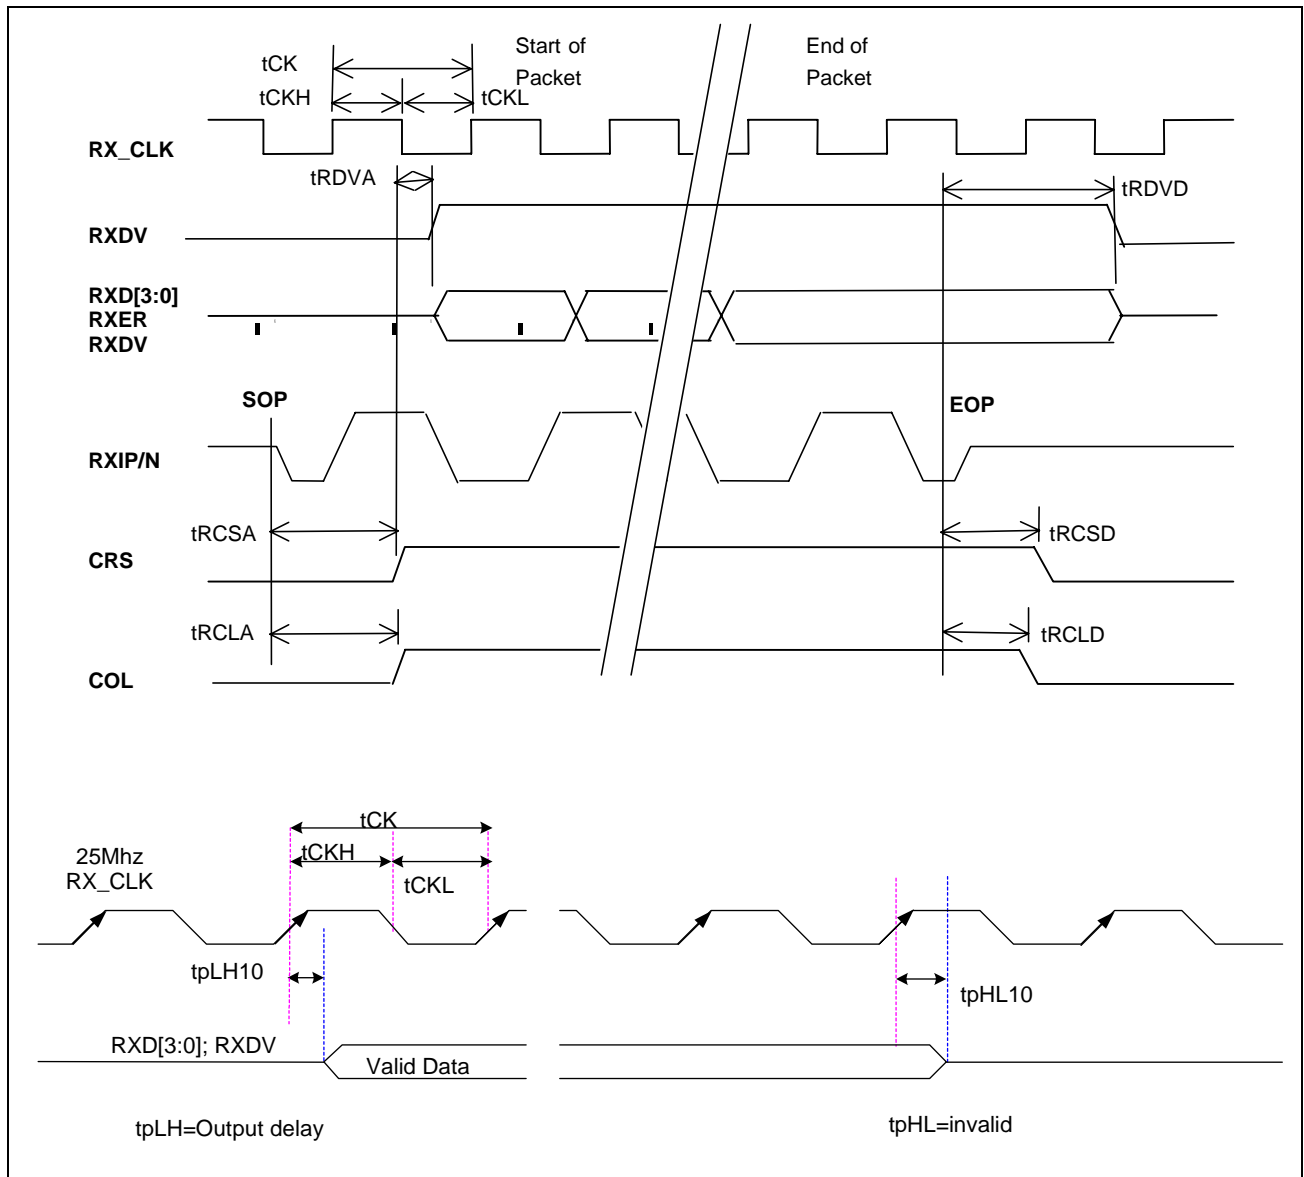 Start of
Packet
End of
Packet
tCK
tCKH
tCKL
RX_CLK
tRDVA
tRDVD
RXDV
RXD[3:0]
RXER
RXDV
SOP
EOP
RXIP/N
tRCSA
tRCSD
CRS
tRCLA
tRCLD
COL
tCK
tCKH
tCKL
25Mhz
RX_CLK
tpLH10
tpHL10
RXD[3:0]; RXDV
Valid Data
tpLH=Output delay
tpHL=invalid